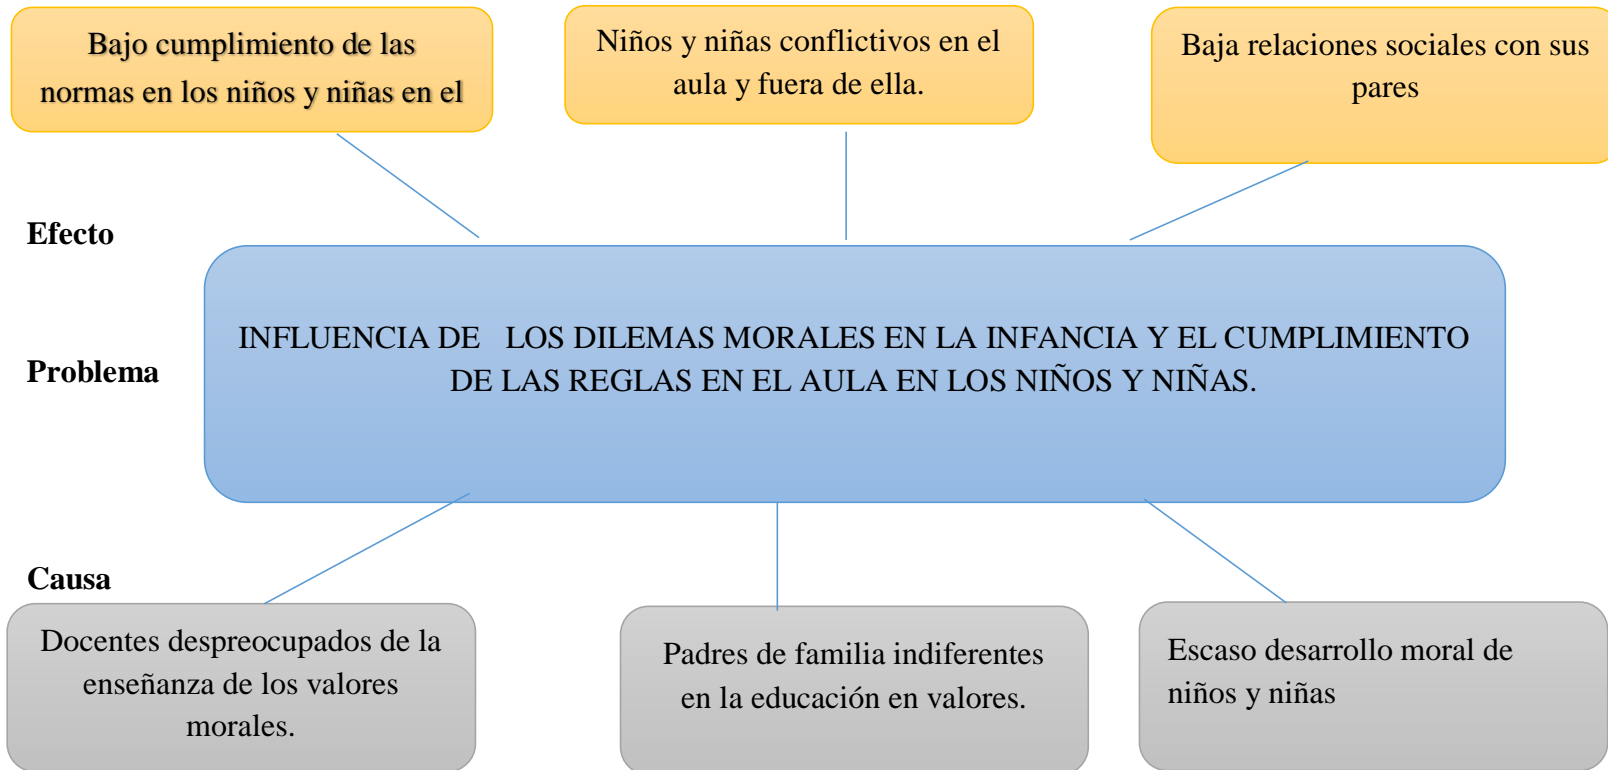 Bajo cumplimiento de las
normas en los niños y niñas en el
Niños y niñas conflictivos en el
aula y fuera de ella.
Baja relaciones sociales con sus
pares
Efecto
Problema
INFLUENCIA DE LOS DILEMAS MORALES EN LA INFANCIA Y EL CUMPLIMIENTO
DE LAS REGLAS EN EL AULA EN LOS NIÑOS Y NIÑAS.
Causa
Docentes despreocupados de la
enseñanza de los valores
morales.
Padres de familia indiferentes
en la educación en valores.
Escaso desarrollo moral de
niños y niñas